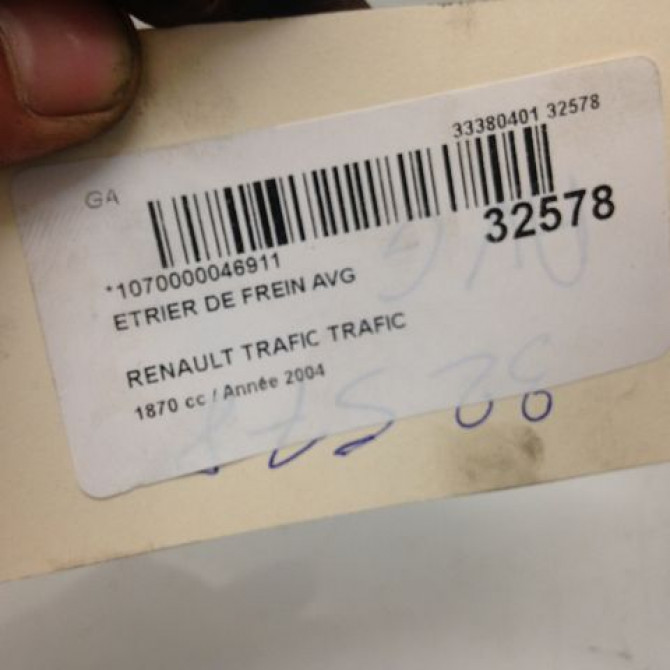 33380401 32578
GA
32578
*1070000046911
ETRIER DE FREIN AVG
RENAULT TRAFIC TRAFIC
1870 cc / Année 2004